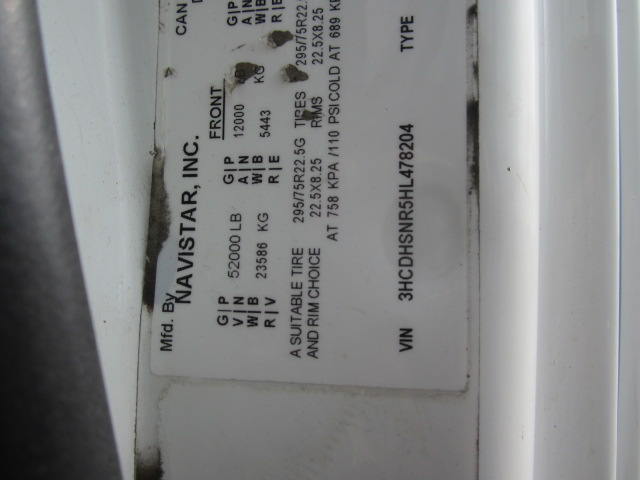 CAN
Mfd. By
NAVISTAR, INC.
FRONT
G|P 52000 LB G|P 12000 LB G|P
V|N A|N A|N
W|B 23586 KG W|B 5443 KG W|B
R|V R|E R|E
A SUITABLE TIRE 295/75R22.5G TIRES 295/75R22.
AND RIM CHOICE 22.5X8.25 RIMS 22.5X8.25
AT 758 KPA /110 PSI COLD AT 689 KP
VIN 3HCDHSNR5HL478204 TYPE